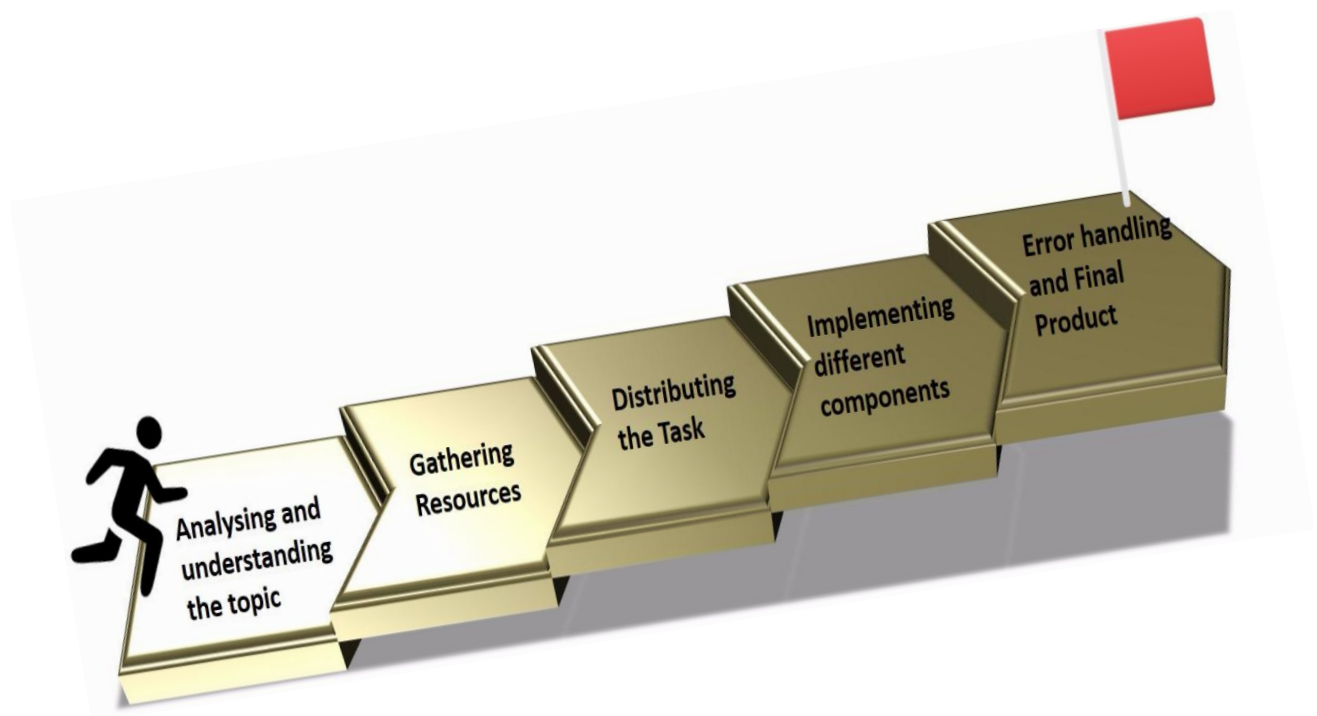 Analysing and
understanding
the topic
Gathering
Resources
Distributing
the Task
Implementing
different
components
Error handling
and Final
Product